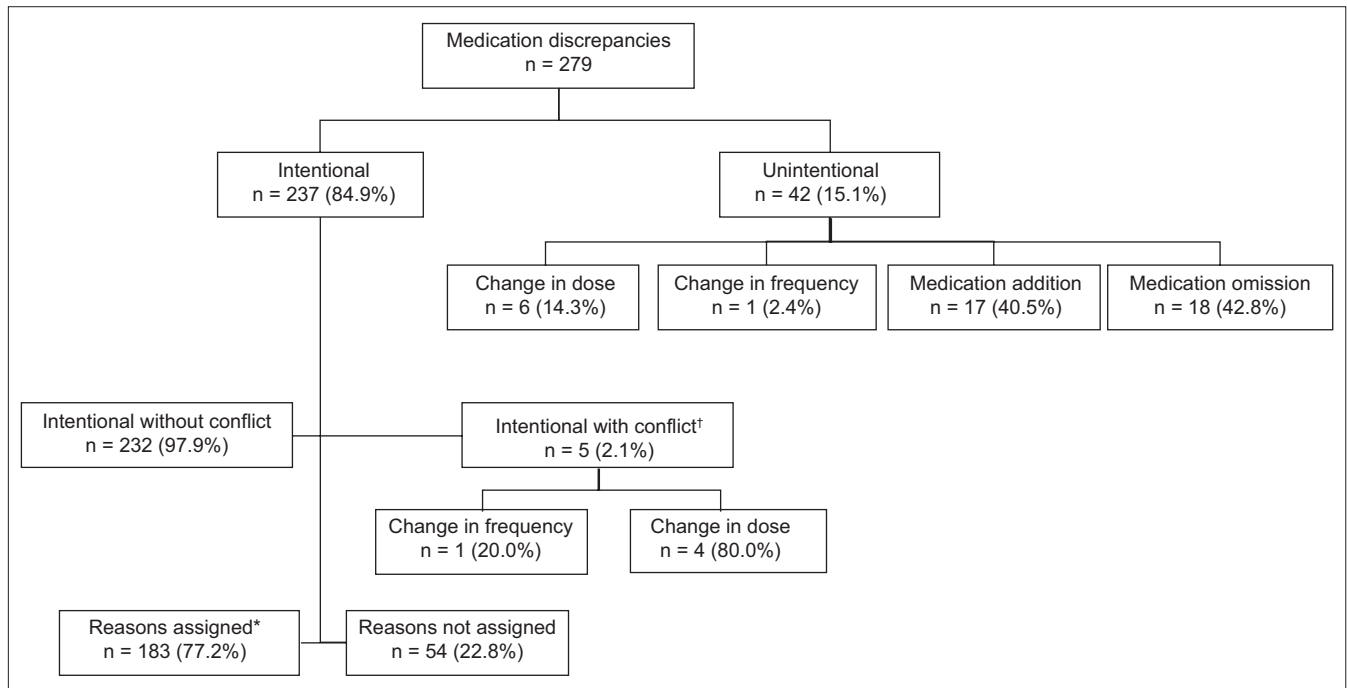 Medication discrepancies
n = 279
Intentional
n = 237 (84.9%)
Unintentional
n = 42 (15.1%)
Change in dose
n = 6 (14.3%)
Change in frequency
n = 1 (2.4%)
Medication addition
n = 17 (40.5%)
Medication omission
n = 18 (42.8%)
Intentional without conflict
n = 232 (97.9%)
Intentional with conflict†
n = 5 (2.1%)
Change in frequency
n = 1 (20.0%)
Change in dose
n = 4 (80.0%)
Reasons assigned*
n = 183 (77.2%)
Reasons not assigned
n = 54 (22.8%)